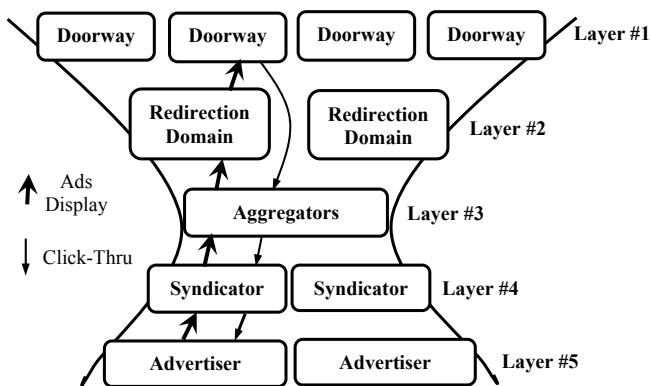 Doorway Doorway Doorway Doorway Layer #1
Redirection Domain Redirection Domain Layer #2
Ads Display
Aggregators Layer #3
Click-Thru
Syndicator Syndicator Layer #4
Advertiser Advertiser Layer #5